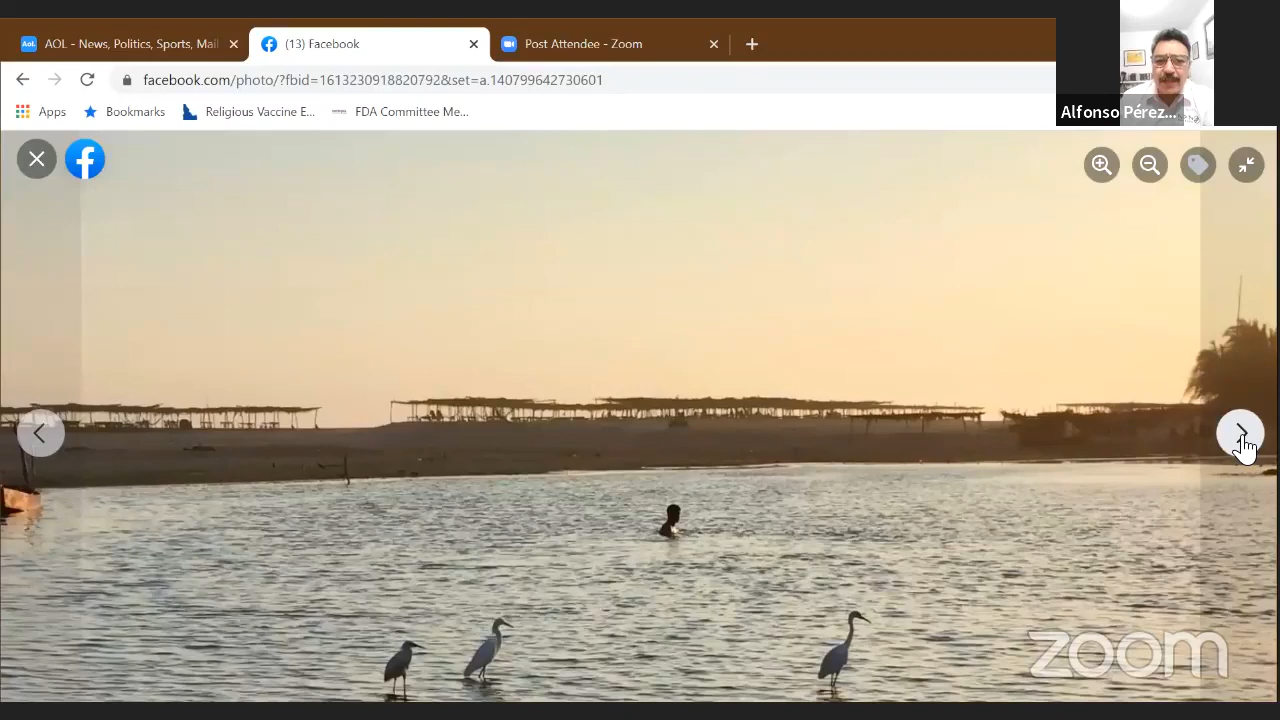 Aol. AOL - News, Politics, Sports, Mail
(13) Facebook
Post Attendee - Zoom
facebook.com/photo/?fbid=1613230918820792&set=a.140799642730601
Apps
Bookmarks
Religious Vaccine E...
FDA Committee Me...
Alfonso Pérez...
zoom